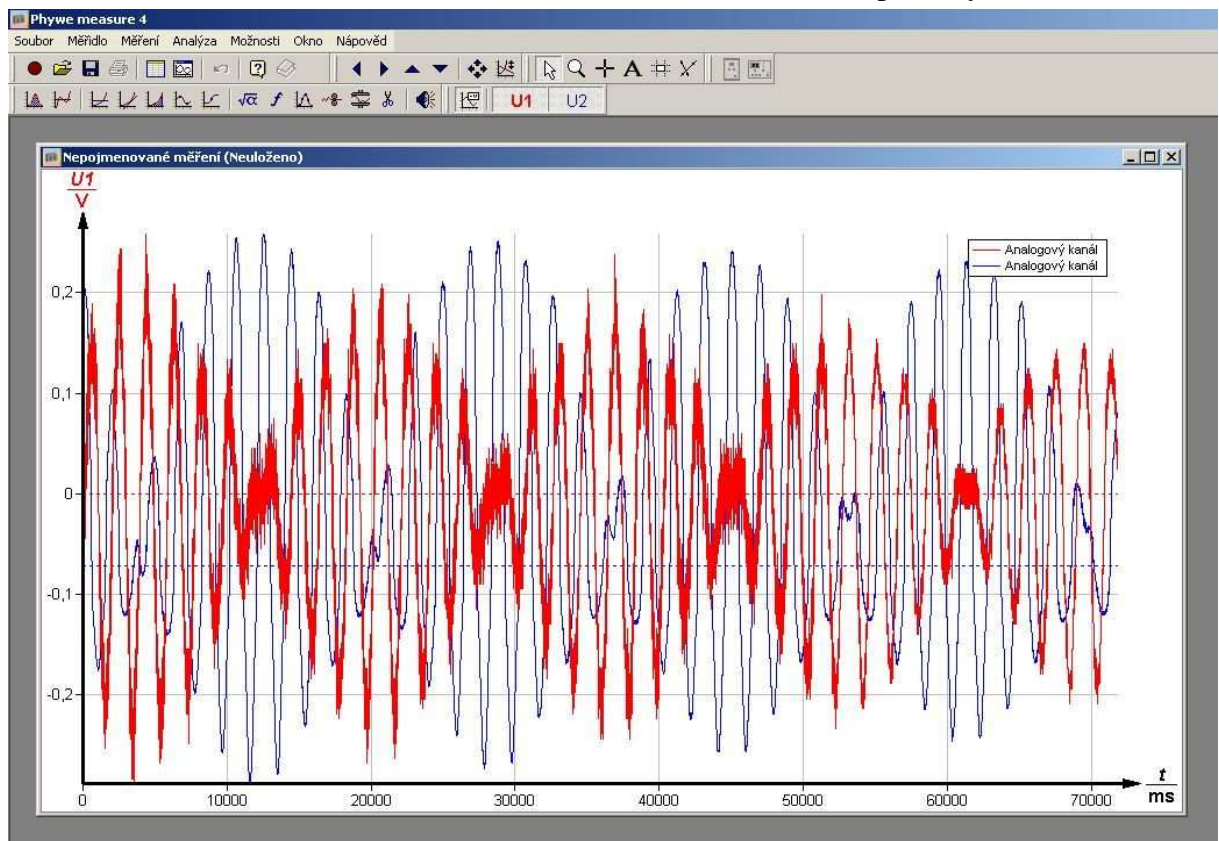 Phywe measure 4
Soubor Měřidlo Měření Analýza Možnosti Okno Nápověd
A
√α f U1 U2
Nepojmenované měření (Neuloženo)
U1
V
Analogový kanál
Analogový kanál
0,2
0,1
0
-0,1
-0,2
0 10000 20000 30000 40000 50000 60000 70000
t
ms